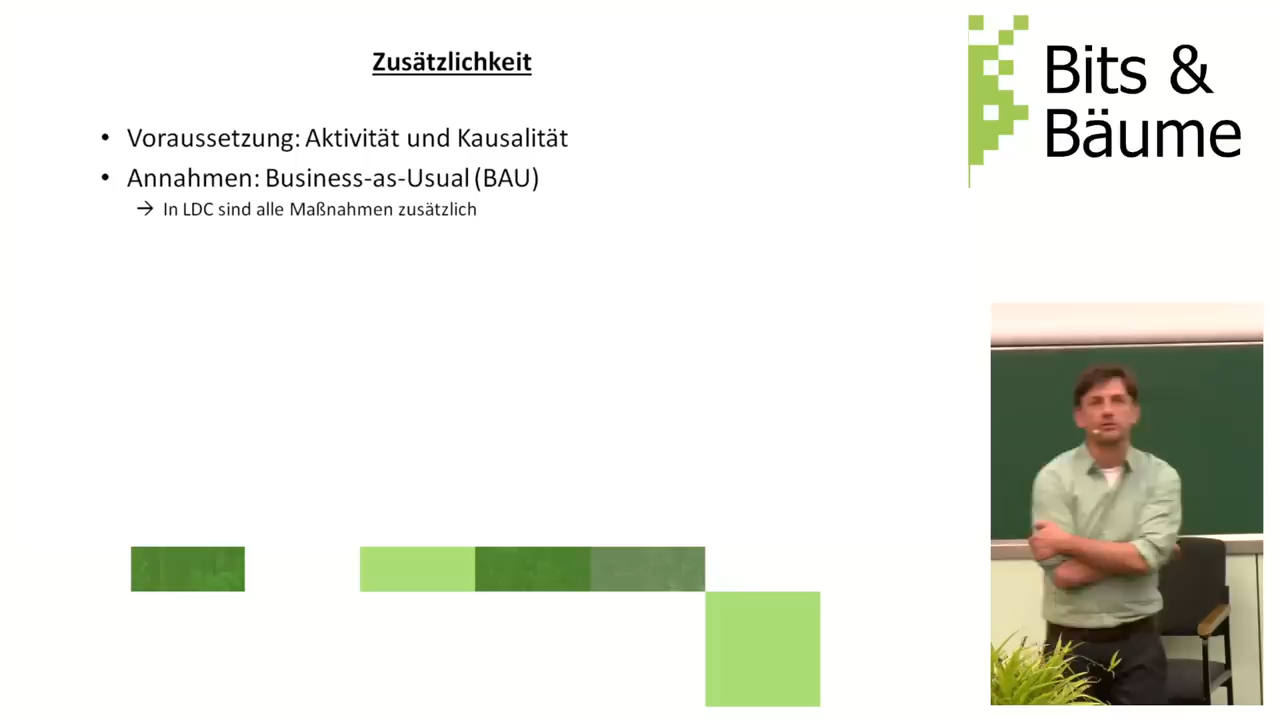 Zusätzlichkeit
• Voraussetzung: Aktivität und Kausalität
• Annahmen: Business-as-Usual (BAU)
→ In LDC sind alle Maßnahmen zusätzlich
Bits &
Bäume